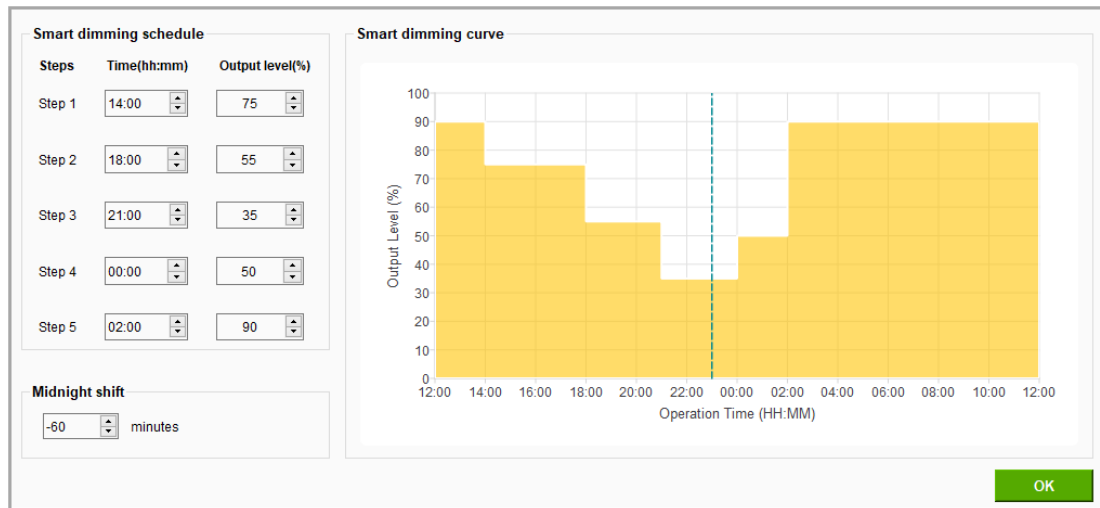 Smart dimming schedule
Steps Time(hh:mm) Output level(%)
Step 1 14:00 75
Step 2 18:00 55
Step 3 21:00 35
Step 4 00:00 50
Step 5 02:00 90
Midnight shift
-60 minutes
Smart dimming curve
100
90
80
70
60
50
40
30
20
10
0
Output Level (%)
12:00 14:00 16:00 18:00 20:00 22:00 00:00 02:00 04:00 06:00 08:00 10:00 12:00
Operation Time (HH:MM)
OK